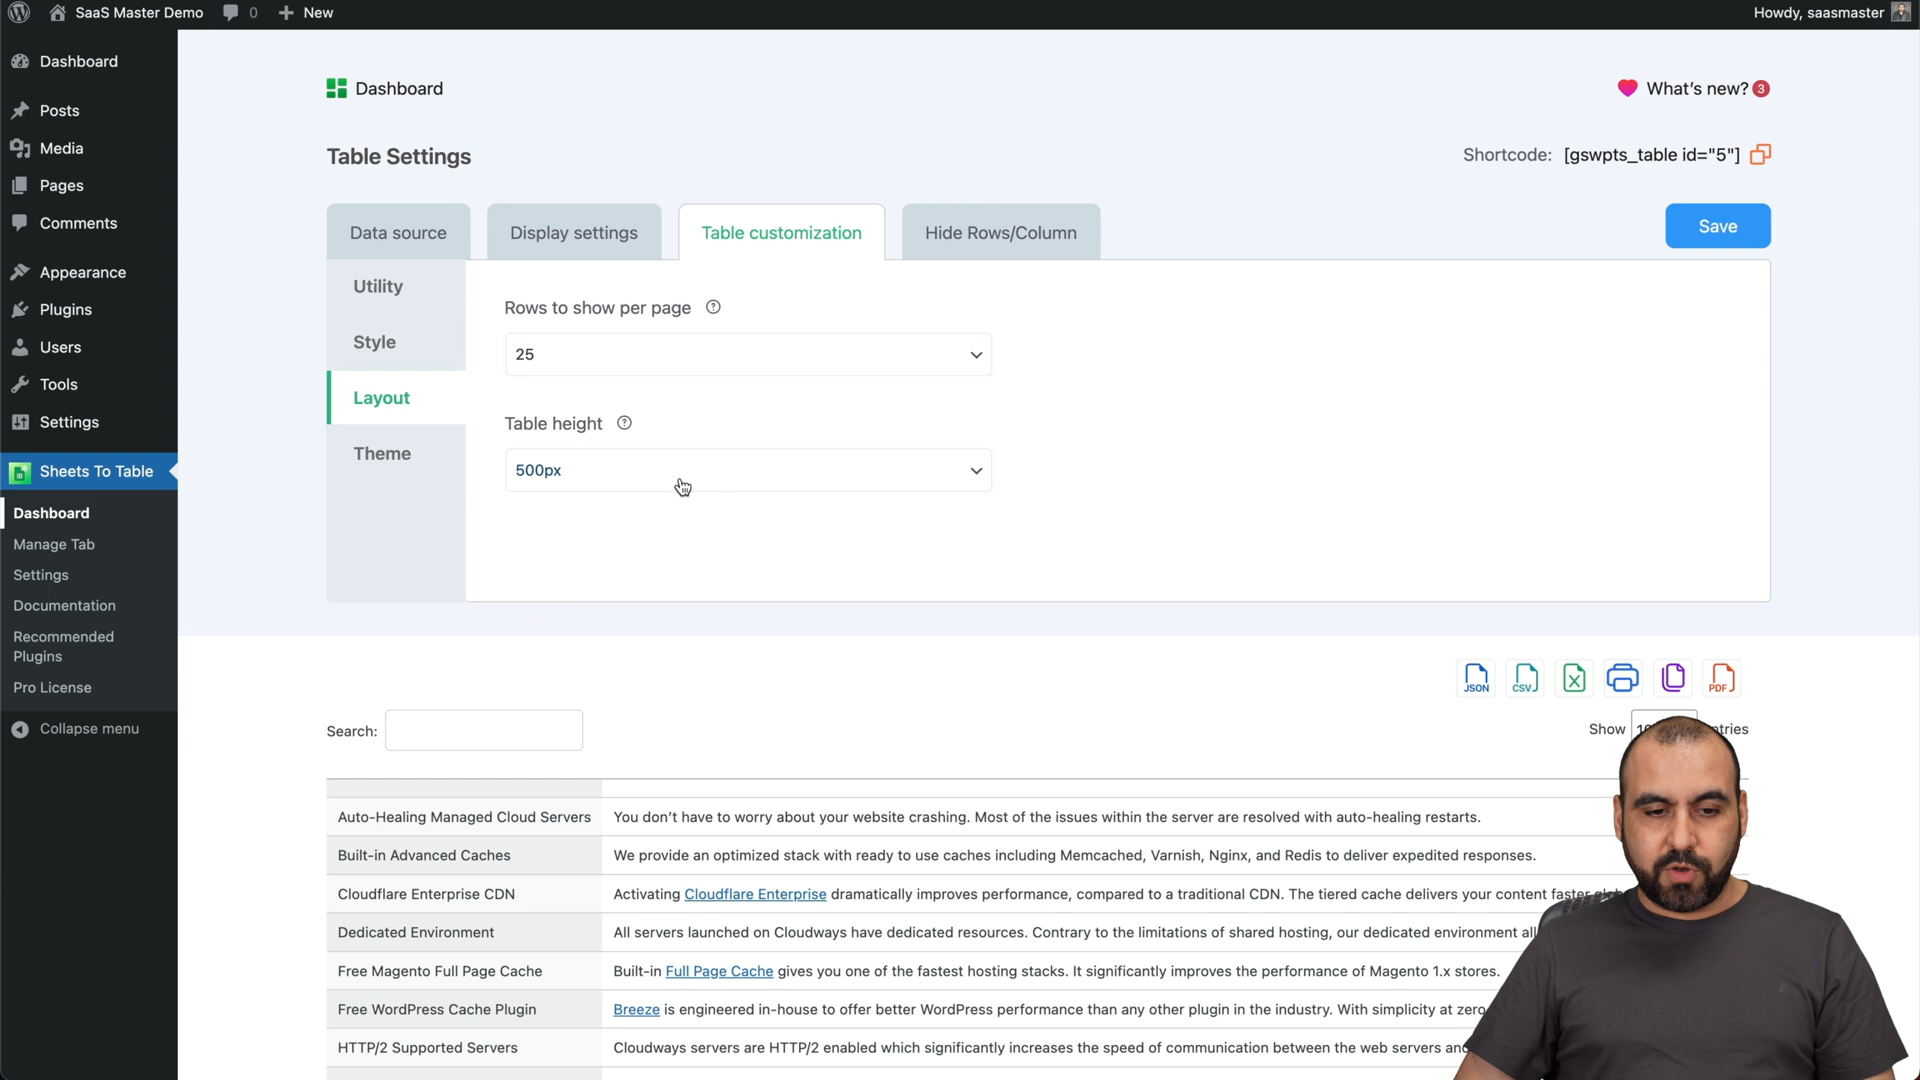 SaaS Master Demo 0 New
Howdy, saasmaster
Dashboard
Posts
Media
Pages
Comments
Appearance
Plugins
Users
Tools
Settings
Sheets To Table
Dashboard
Manage Tab
Settings
Documentation
Recommended
Plugins
Pro License
Collapse menu
Dashboard
What's new? 3
Table Settings
Shortcode: [gswpts_table id="5"]
Data source
Display settings
Table customization
Hide Rows/Column
Save
Utility
Style
Layout
Theme
Rows to show per page ?
25
Table height ?
500px
JSON
CSV
X
PDF
Search:
Show
Auto-Healing Managed Cloud Servers You don't have to worry about your website crashing. Most of the issues within the server are resolved with auto-healing restarts.
Built-in Advanced Caches We provide an optimized stack with ready to use caches including Memcached, Varnish, Nginx, and Redis to deliver expedited responses.
Cloudflare Enterprise CDN Activating Cloudflare Enterprise dramatically improves performance, compared to a traditional CDN. The tiered cache delivers your content faster
Dedicated Environment All servers launched on Cloudways have dedicated resources. Contrary to the limitations of shared hosting, our dedicated environment
Free Magento Full Page Cache Built-in Full Page Cache gives you one of the fastest hosting stacks. It significantly improves the performance of Magento 1.x stores.
Free WordPress Cache Plugin Breeze is engineered in-house to offer better WordPress performance than any other plugin in the industry. With simplicity at zero
HTTP/2 Supported Servers Cloudways servers are HTTP/2 enabled which significantly increases the speed of communication between the web servers